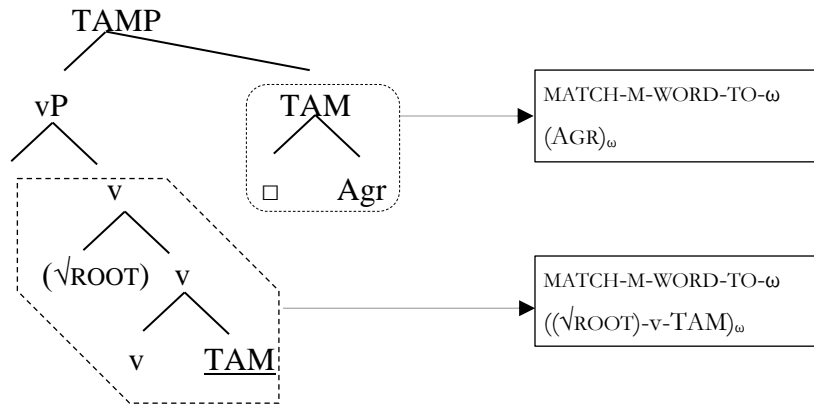 TAMP
vP TAM
□ Agr
v
(√ROOT) v
v TAM
MATCH-M-WORD-TO-ω
(AGR)ω
MATCH-M-WORD-TO-ω
((√ROOT)-v-TAM)ω